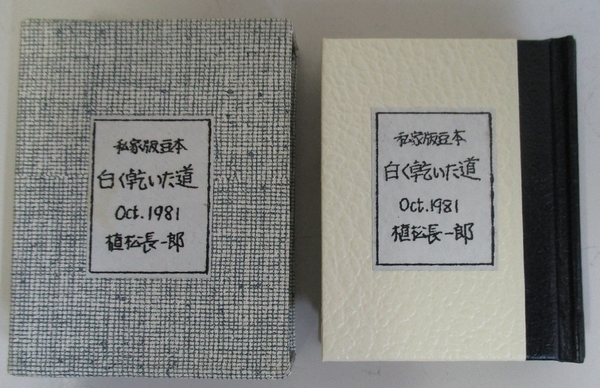 私家版豆本
白く乾いた道
Oct.1981
植松長一郎
私家版豆本
白く乾いた道
Oct.1981
植松長一郎